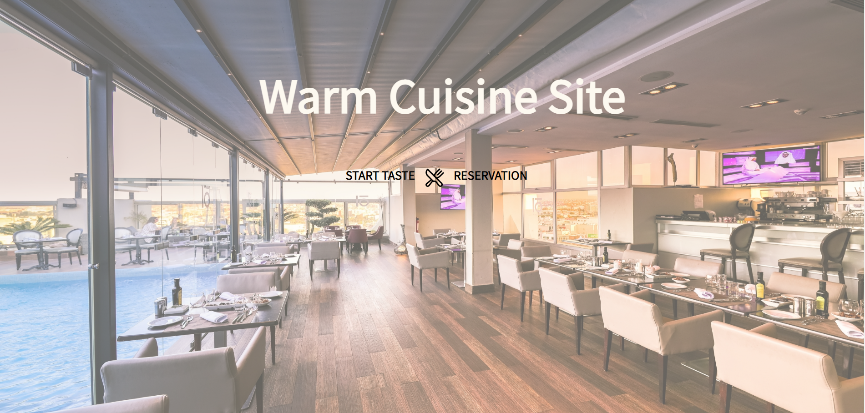 Warm Cuisine Site
START TASTE RESERVATION